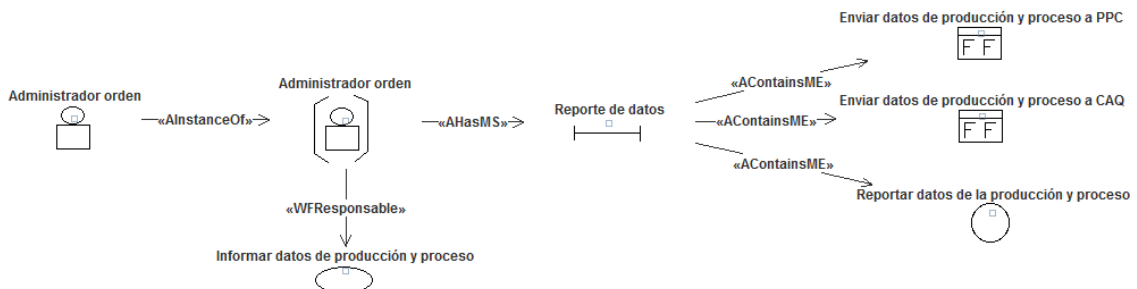 Enviar datos de producción y proceso a PPC
F F
«AContainsME»
Administrador orden
Administrador orden
«AInstanceOf»
«AHasMS»
Reporte de datos
«AContainsME»
Enviar datos de producción y proceso a CAQ
F F
«AContainsME»
Reportar datos de la producción y proceso
«WFResponsable»
Informar datos de producción y proceso